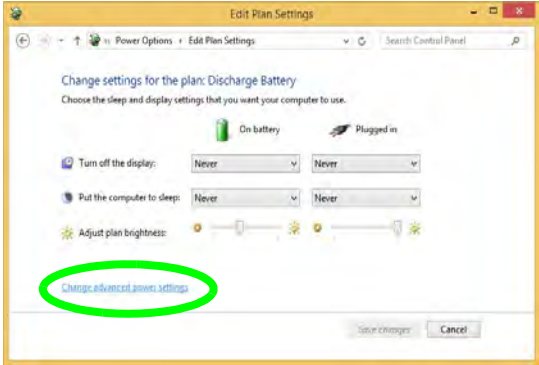 Edit Plan Settings
Power Options › Edit Plan Settings
Search Control Panel
Change settings for the plan: Discharge Battery
Choose the sleep and display settings that you want your computer to use.
On battery Plugged in
Turn off the display: Never Never
Put the computer to sleep: Never Never
Adjust plan brightness:
Change advanced power settings
Save changes Cancel